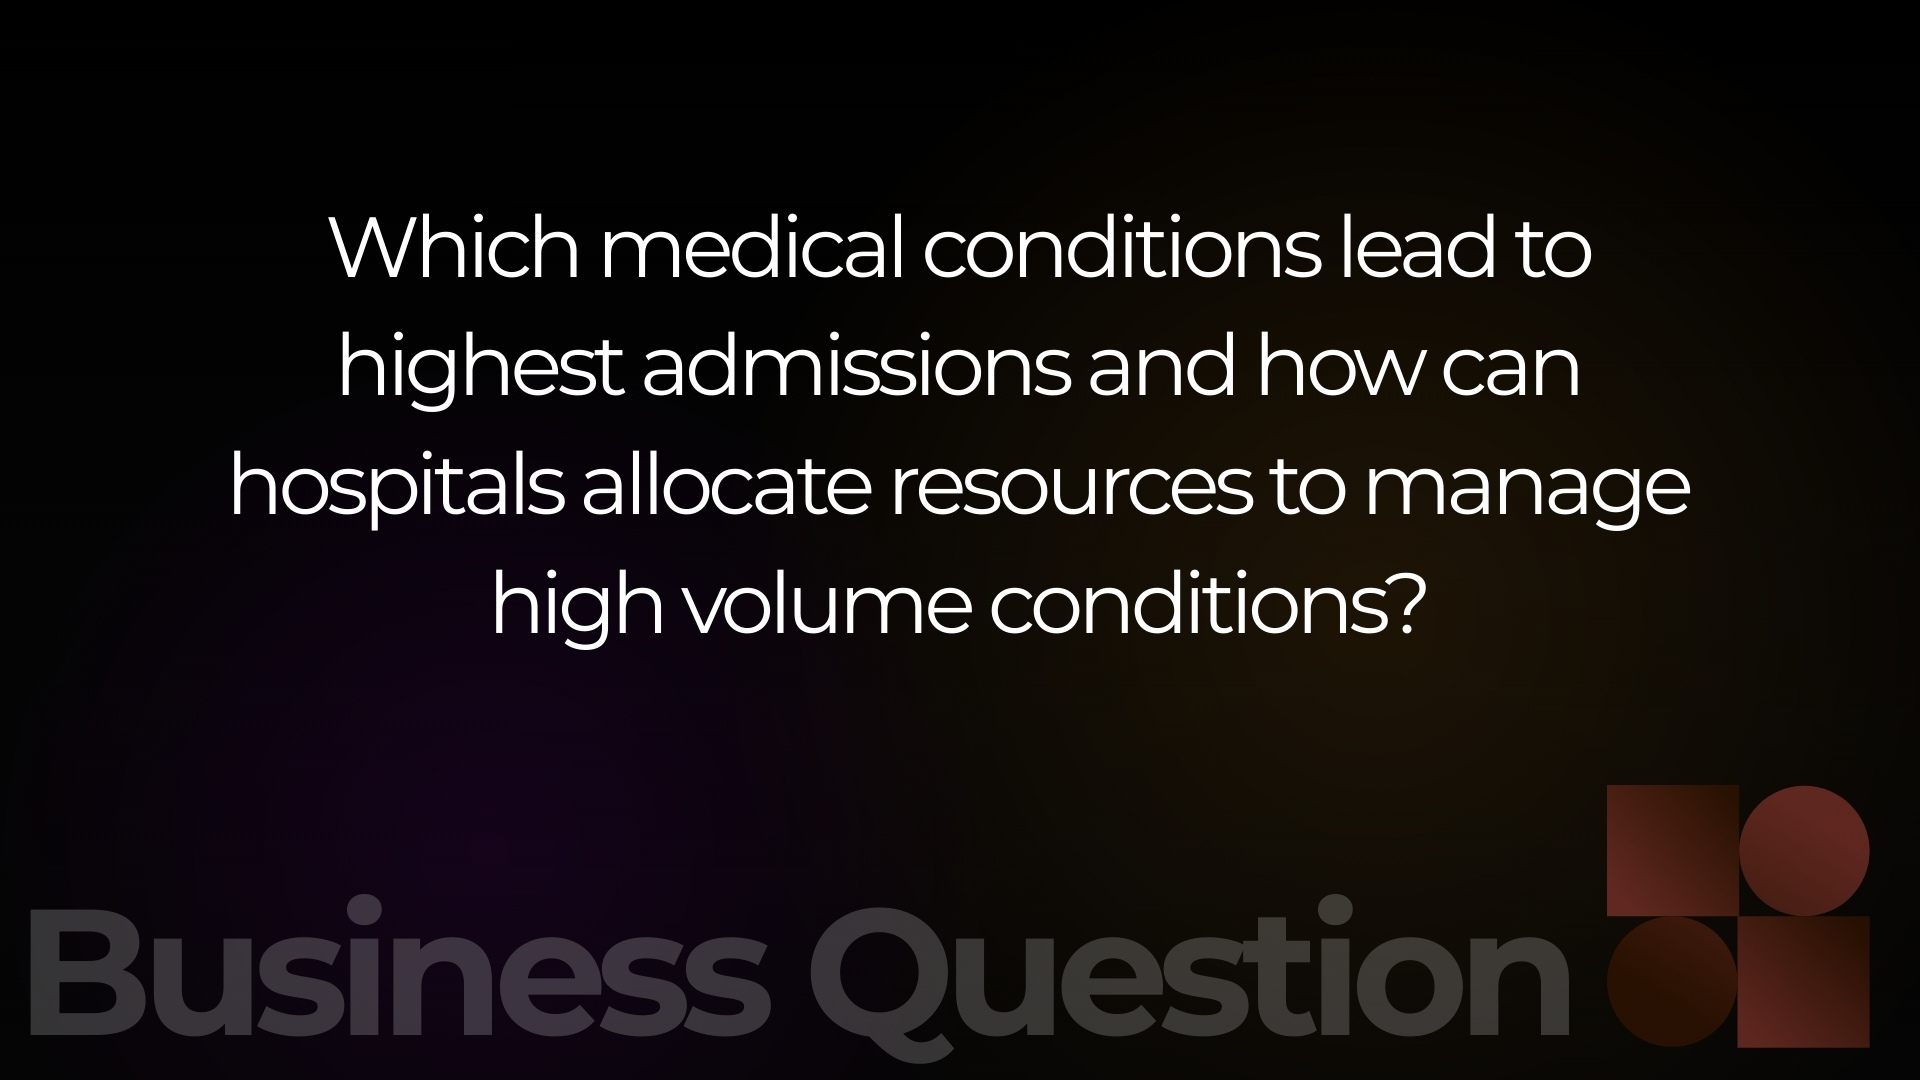 Which medical conditions lead to
highest admissions and how can
hospitals allocate resources to manage
high volume conditions?
Business Question